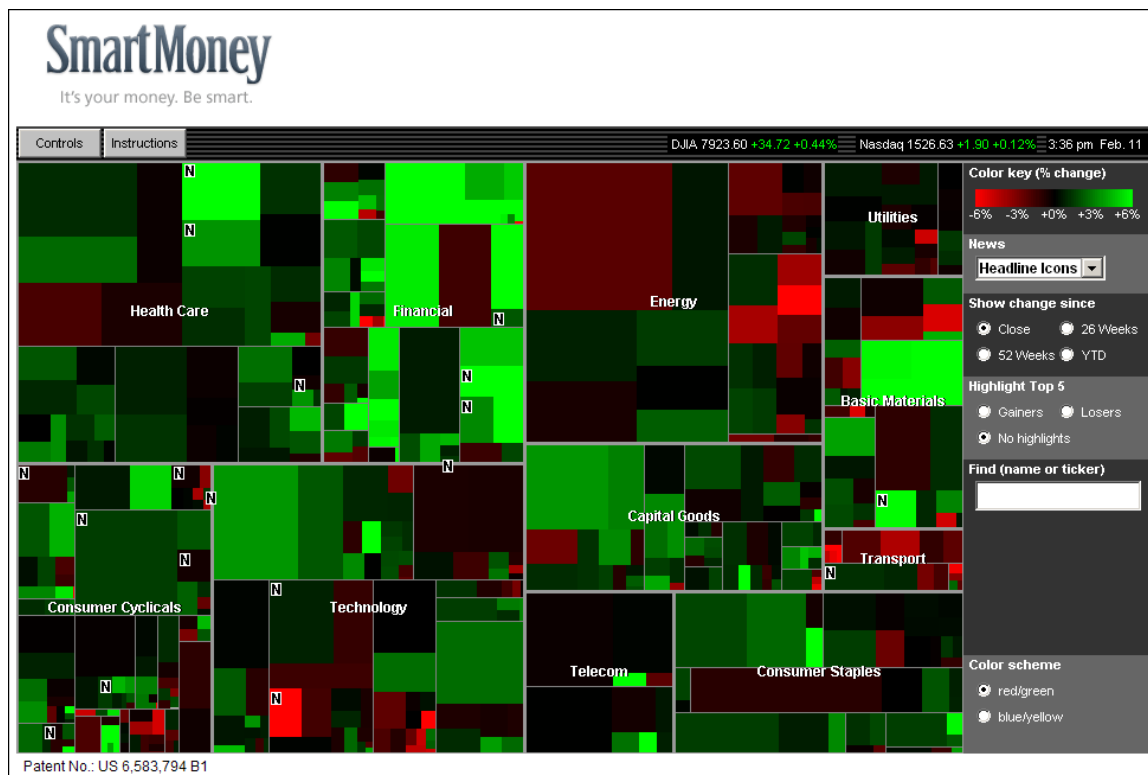 SmartMoney
It's your money. Be smart.
Controls
Instructions
DJIA 7923.60 +34.72 +0.44%
Nasdaq 1526.63 +1.90 +0.12%
3:36 pm Feb. 11
N
N
Health Care
N
Financial
N
N
N
Energy
Utilities
Basic Materials
N
N
N
N
N
N
N
Consumer Cyclicals
N
N
N
Technology
N
Capital Goods
Transport
N
Telecom
Consumer Staples
Color key (% change)
-6% -3% +0% +3% +6%
News
Headline Icons
Show change since
Close 26 Weeks
52 Weeks YTD
Highlight Top 5
Gainers Losers
No highlights
Find (name or ticker)
Color scheme
red/green
blue/yellow
Patent No.: US 6,583,794 B1